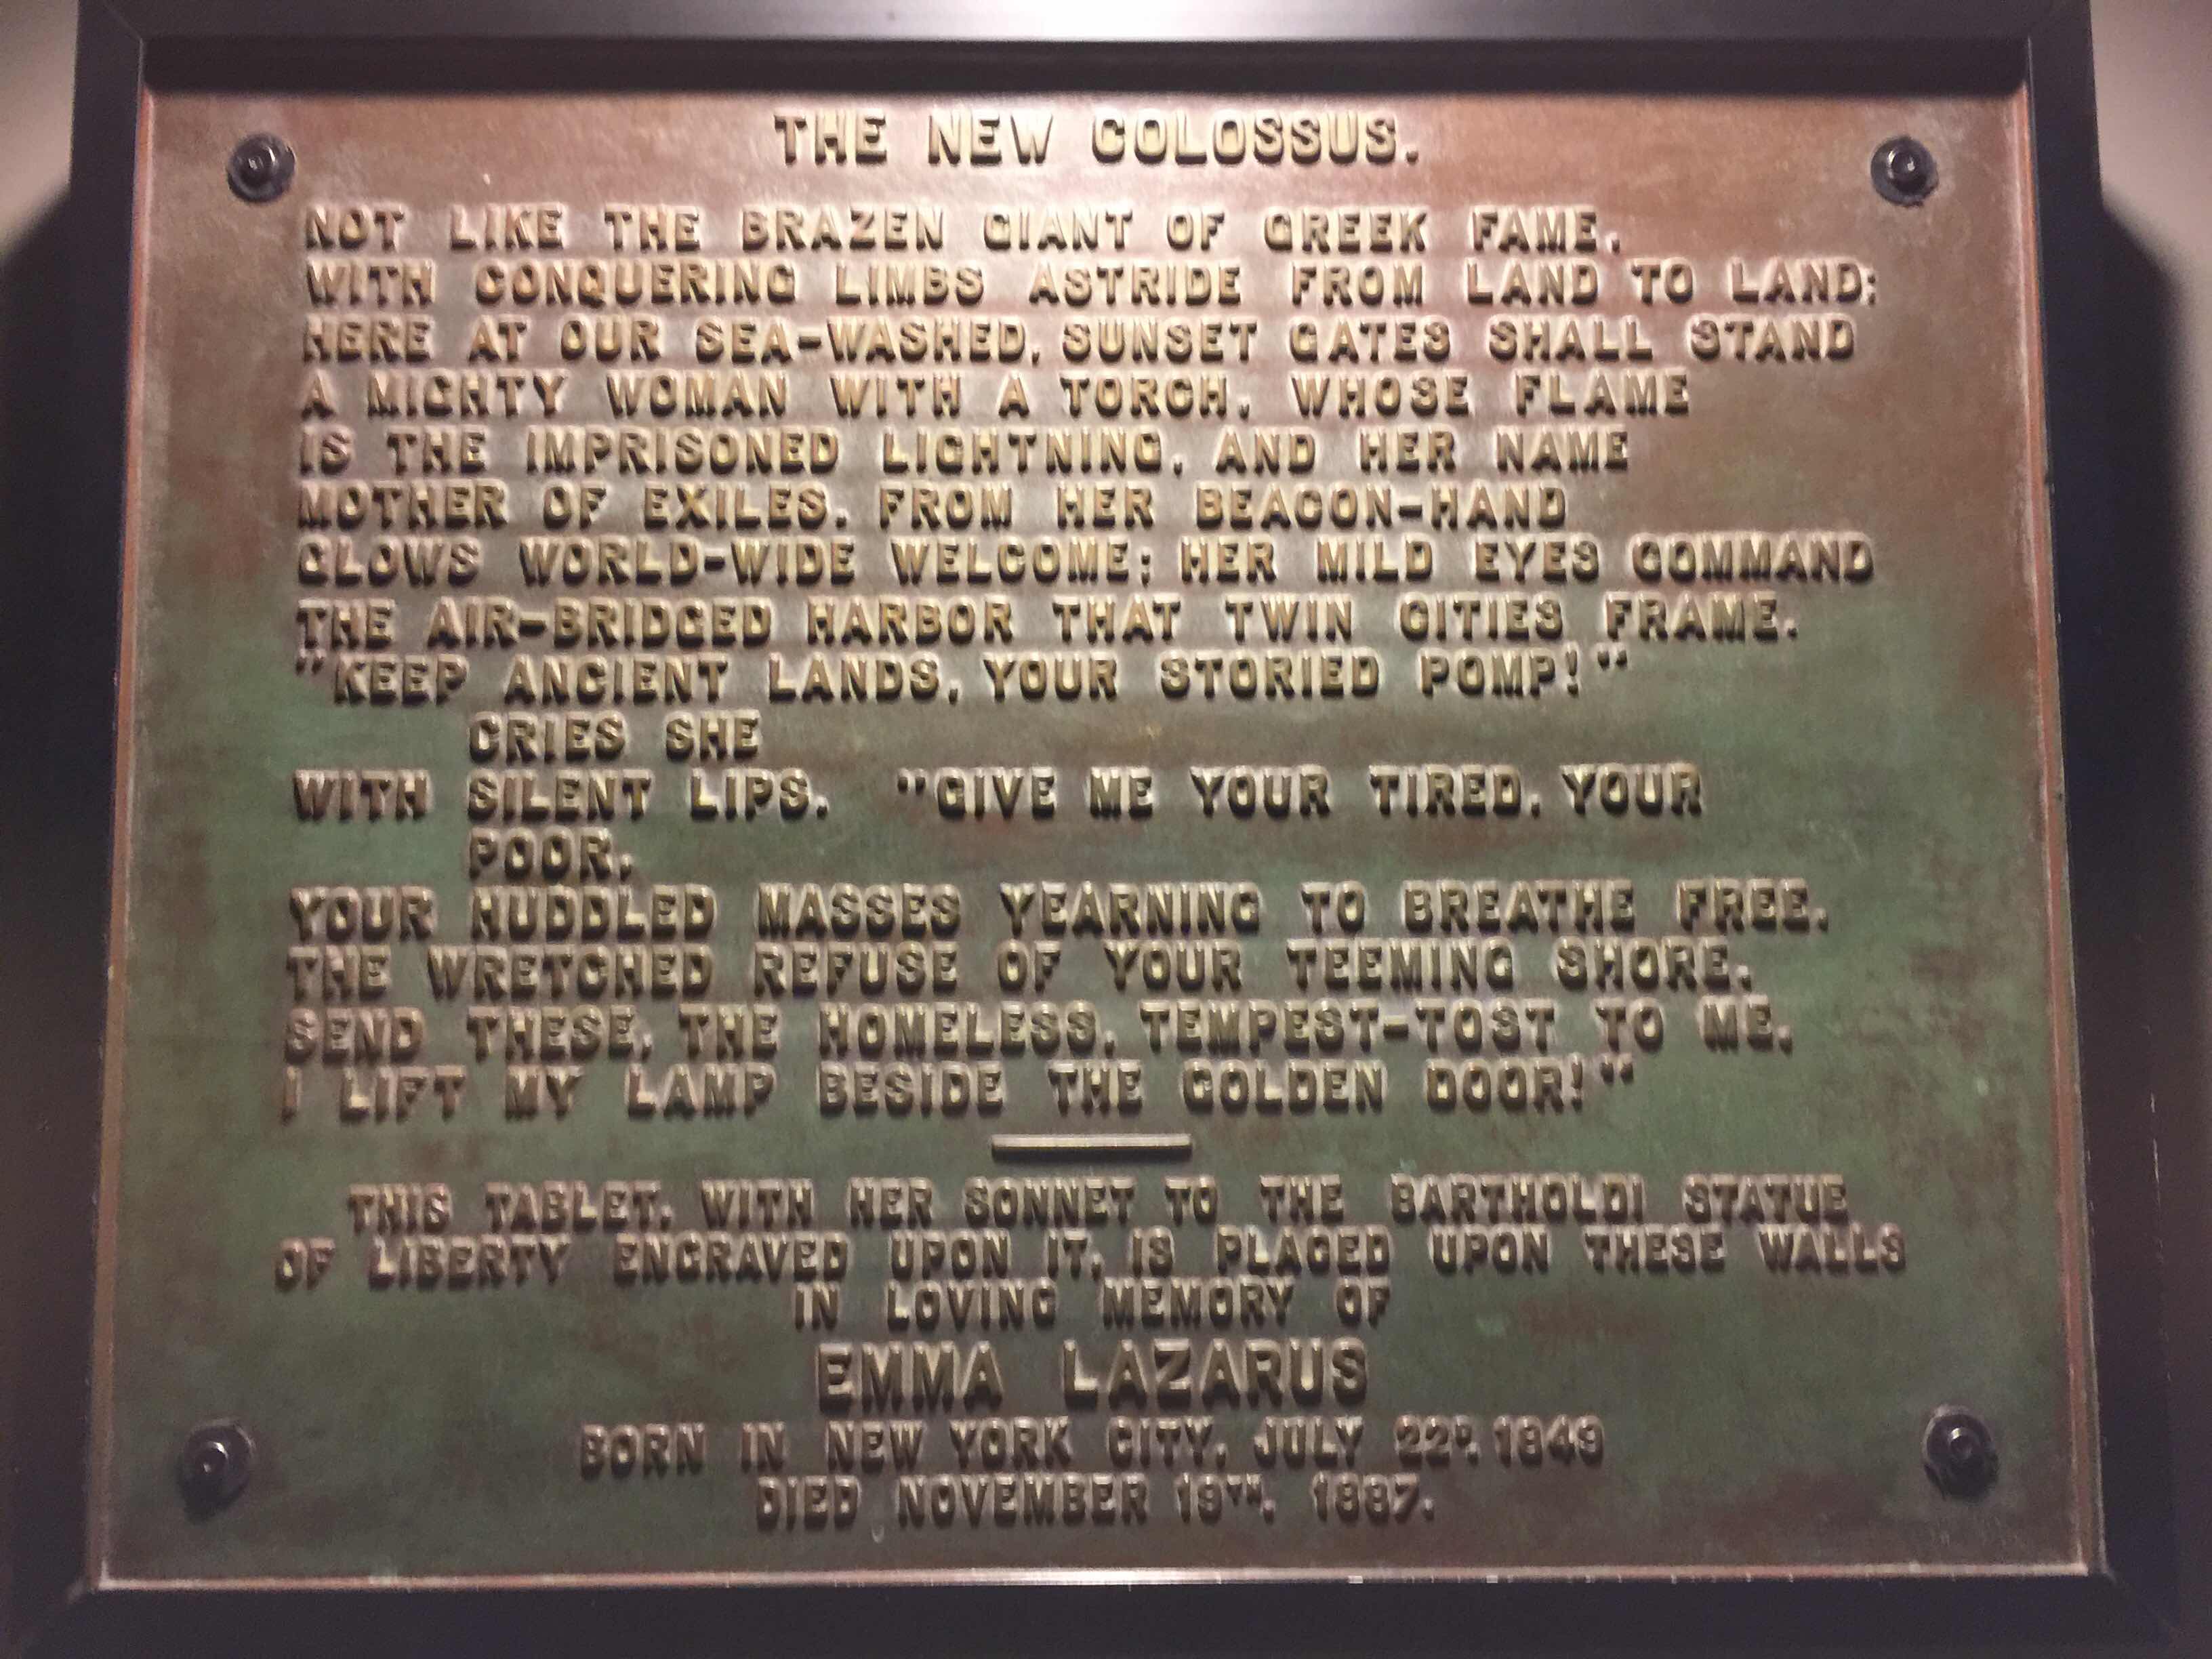 THE NEW COLOSSUS.
NOT LIKE THE BRAZEN GIANT OF GREEK FAME,
WITH CONQUERING LIMBS ASTRIDE FROM LAND TO LAND;
HERE AT OUR SEA-WASHED, SUNSET GATES SHALL STAND
A MIGHTY WOMAN WITH A TORCH, WHOSE FLAME
IS THE IMPRISONED LIGHTNING, AND HER NAME
MOTHER OF EXILES. FROM HER BEACON-HAND
GLOWS WORLD-WIDE WELCOME; HER MILD EYES COMMAND
THE AIR-BRIDGED HARBOR THAT TWIN CITIES FRAME.
"KEEP ANCIENT LANDS, YOUR STORIED POMP!"
CRIES SHE
WITH SILENT LIPS. "GIVE ME YOUR TIRED, YOUR
POOR,
YOUR HUDDLED MASSES YEARNING TO BREATHE FREE,
THE WRETCHED REFUSE OF YOUR TEEMING SHORE.
SEND THESE, THE HOMELESS, TEMPEST-TOST TO ME,
I LIFT MY LAMP BESIDE THE GOLDEN DOOR!"
THIS TABLET, WITH HER SONNET TO THE BARTHOLDI STATUE
OF LIBERTY ENGRAVED UPON IT, IS PLACED UPON THESE WALLS
IN LOVING MEMORY OF
EMMA LAZARUS
BORN IN NEW YORK CITY, JULY 22D, 1849
DIED NOVEMBER 19TH, 1887.